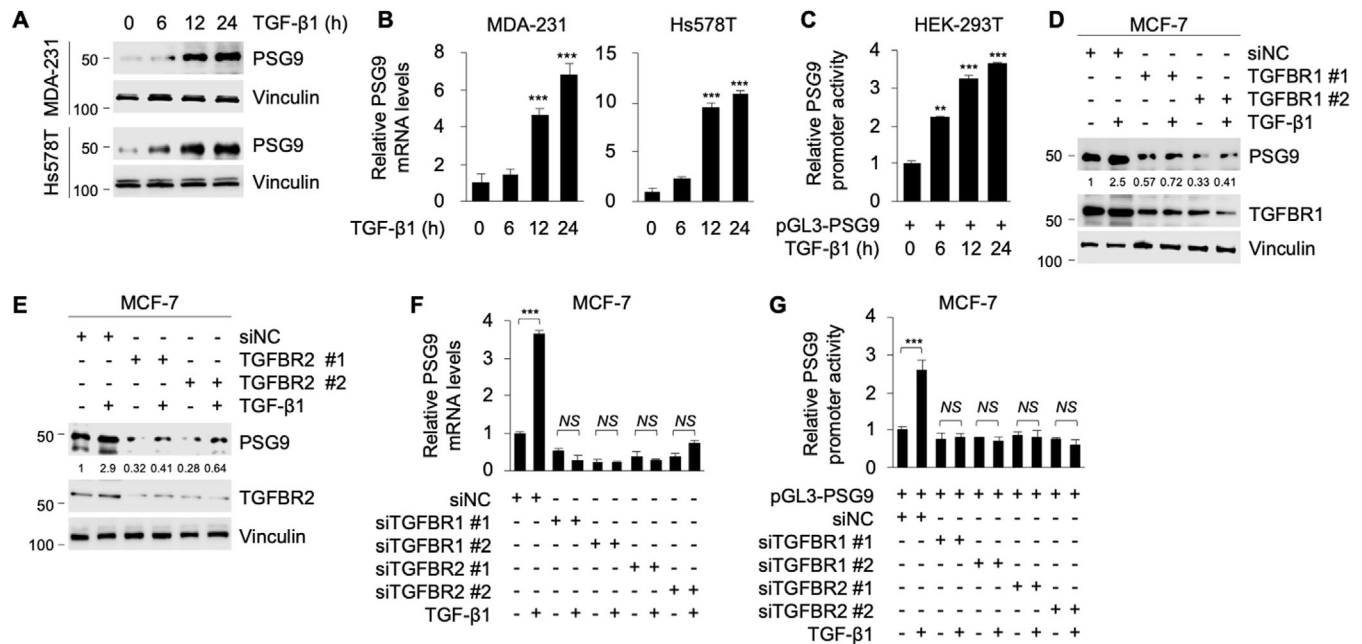 A
0 6 12 24 TGF-β1 (h)
MDA-231
50 PSG9
100 Vinculin
Hs578T
50 PSG9
100 Vinculin
B
MDA-231
Relative PSG9
mRNA levels
8
6
4
2
0
***
***
TGF-β1 (h) 0 6 12 24
Hs578T
15
10
5
0
***
***
0 6 12 24
C
HEK-293T
Relative PSG9
promoter activity
4
3
2
1
0
**
***
***
pGL3-PSG9 + + + +
TGF-β1 (h) 0 6 12 24
D
MCF-7
+ + - - - - siNC
- - + + - - TGFBR1 #1
- - - - + + TGFBR1 #2
- + - + - + TGF-β1
50 PSG9
1 2.5 0.57 0.72 0.33 0.41
50 TGFBR1
100 Vinculin
E
MCF-7
+ + - - - - siNC
- - + + - - TGFBR2 #1
- - - - + + TGFBR2 #2
- + - + - + TGF-β1
50 PSG9
1 2.9 0.32 0.41 0.28 0.64
50 TGFBR2
100 Vinculin
F
MCF-7
Relative PSG9
mRNA levels
4
3
2
1
0
***
NS NS NS NS
siNC + + - - - - - - - -
siTGFBR1 #1 - - + + - - - - - -
siTGFBR1 #2 - - - - + + - - - -
siTGFBR2 #1 - - - - - - + + - -
siTGFBR2 #2 - - - - - - - - + +
TGF-β1 - + - + - + - + - +
G
MCF-7
Relative PSG9
promoter activity
4
3
2
1
0
***
NS NS NS NS
pGL3-PSG9 + + + + + + + + + +
siNC + + - - - - - - - -
siTGFBR1 #1 - - + + - - - - - -
siTGFBR1 #2 - - - - + + - - - -
siTGFBR2 #1 - - - - - - + + - -
siTGFBR2 #2 - - - - - - - - + +
TGF-β1 - + - + - + - + - +